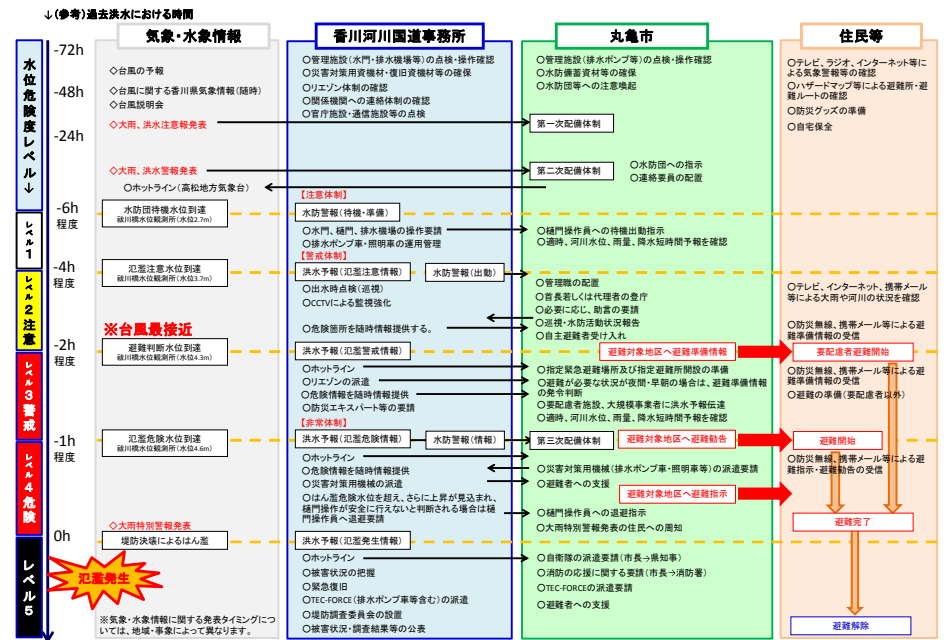 ↓(参考)過去洪水における時間
水位危険度レベル↓
レベル1
レベル2注意
レベル3警戒
レベル4危険
レベル5
-72h
-48h
-24h
-6h
程度
-4h
程度
-2h
程度
-1h
程度
0h
氾濫発生
気象・水象情報
◇台風の予報
◇台風に関する香川県気象情報(随時)
◇台風説明会
◇大雨、洪水注意報発表
◇大雨、洪水警報発表
○ホットライン(高松地方気象台)
水防団待機水位到達
祓川橋水位観測所(水位2.7m)
氾濫注意水位到達
祓川橋水位観測所(水位3.7m)
※台風最接近
避難判断水位到達
祓川橋水位観測所(水位4.3m)
氾濫危険水位到達
祓川橋水位観測所(水位4.6m)
◇大雨特別警報発表
堤防決壊によるはん濫
※気象・水象情報に関する発表タイミングにつ
いては、地域・事象によって異なります。
香川河川国道事務所
○管理施設(水門・排水機場等)の点検・操作確認
○災害対策用資機材・復旧資機材等の確保
○リエゾン体制の確認
○関係機関への連絡体制の確認
○官庁施設・通信施設等の点検
【注意体制】
水防警報(待機・準備)
○水門、樋門、排水機場の操作要請
○排水ポンプ車・照明車の運用管理
【警戒体制】
洪水予報(氾濫注意情報)
水防警報(出動)
○出水時点検(巡視)
○CCTVによる監視強化
○危険箇所を随時情報提供する。
洪水予報(氾濫警戒情報)
○ホットライン
○リエゾンの派遣
○危険情報を随時情報提供
○防災エキスパート等の要請
【非常体制】
洪水予報(氾濫危険情報)
水防警報(情報)
○ホットライン
○危険情報を随時情報提供
○災害対策用機械の派遣
○はん濫危険水位を超え、さらに上昇が見込まれ、
樋門操作が安全に行えないと判断される場合は樋
門操作員へ退避要請
洪水予報(氾濫発生情報)
○ホットライン
○被害状況の把握
○緊急復旧
○TEC-FORCE(排水ポンプ車等含む)の派遣
○堤防調査委員会の設置
○被害状況・調査結果等の公表
丸亀市
○管理施設(排水ポンプ等)の点検・操作確認
○水防備蓄資材等の確保
○水防団等への注意喚起
第一次配備体制
第二次配備体制
○水防団への指示
○連絡要員の配置
○樋門操作員への待機出動指示
○適時、河川水位、雨量、降水短時間予報を確認
○管理職の配置
○首長若しくは代理者の登庁
○必要に応じ、助言の要請
○巡視・水防活動状況報告
○自主避難者受け入れ
避難対象地区へ避難準備情報
○指定緊急避難場所及び指定避難所開設の準備
○避難が必要な状況が夜間・早朝の場合は、避難準備情報
の発令判断
○要配慮者施設、大規模事業者に洪水予報伝達
○適時、河川水位、雨量、降水短時間予報を確認
第三次配備体制
避難対象地区へ避難勧告
○災害対策用機械(排水ポンプ車・照明車等)の派遣要請
○避難者への支援
避難対象地区へ避難指示
○樋門操作員への退避指示
○大雨特別警報発表の住民への周知
○自衛隊の派遣要請(市長→県知事)
○消防の応援に関する要請(市長→消防署)
○TEC-FORCEの派遣要請
○避難者への支援
住民等
○テレビ、ラジオ、インターネット等に
よる気象警報等の確認
○ハザードマップ等による避難所・避
難ルートの確認
○防災グッズの準備
○自宅保全
○テレビ、インターネット、携帯メール
等による大雨や河川の状況を確認
○防災無線、携帯メール等による避
難準備情報の受信
要配慮者避難開始
○防災無線、携帯メール等による避
難準備情報の受信
○避難の準備(要配慮者以外)
避難開始
○防災無線、携帯メール等による避
難指示・避難勧告の受信
避難完了
避難解除